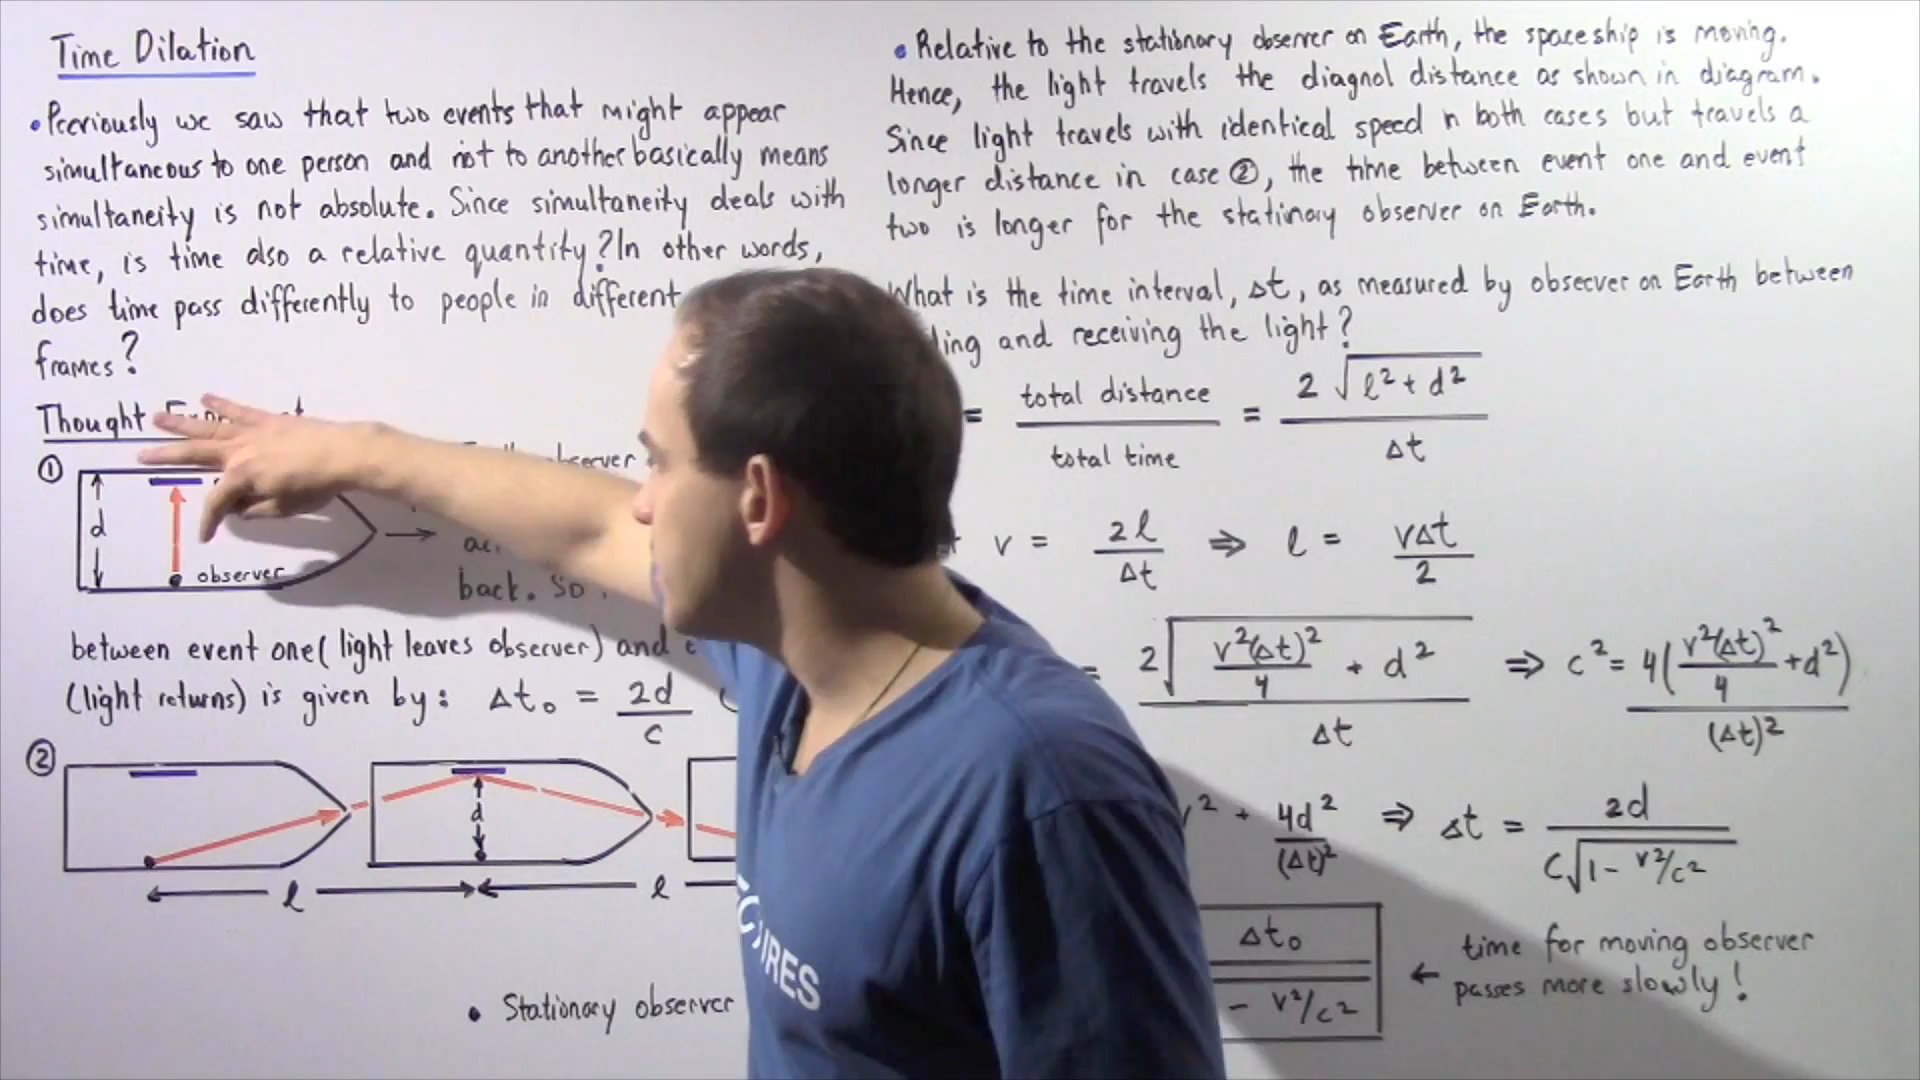 Time Dilation
• Previously we saw that two events that might appear
simultaneous to one person and not to another basically means
simultaneity is not absolute. Since simultaneity deals with
time, is time also a relative quantity? In other words,
does time pass differently to people in different
frames?
Thought
①
observer
d
observer
back. So
between event one (light leaves observer) and
(light returns) is given by: Δt₀ = 2d/c
②
d
l
l
• Stationary observer
• Relative to the stationary observer on Earth, the spaceship is moving.
Hence, the light travels the diagnol distance as shown in diagram.
Since light travels with identical speed n both cases but travels a
longer distance in case ②, the time between event one and event
two is longer for the stationary observer on Earth.
What is the time interval, Δt, as measured by observer on Earth between
and receiving the light?
= total distance / total time = 2√(l² + d²) / Δt
v = 2l/Δt ⇒ l = vΔt/2
= 2√(v²(Δt)²/4 + d²) / Δt ⇒ c² = 4(v²(Δt)²/4 + d²) / (Δt)²
v² + 4d²/(Δt)² ⇒ Δt = 2d / c√1 - v²/c²
Δt₀ / - v²/c² ← time for moving observer
passes more slowly!
IRES